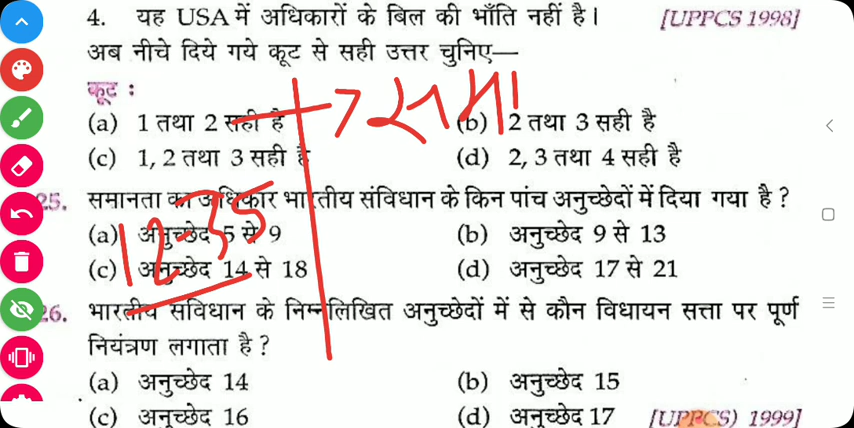 4. यह USA में अधिकारों के बिल की भाँति नहीं है। [UPPCS 1998]
अब नीचे दिये गये कूट से सही उत्तर चुनिए—
कूट :
(a) 1 तथा 2 सही है (b) 2 तथा 3 सही है
समा
(c) 1, 2 तथा 3 सही है (d) 2, 3 तथा 4 सही है
25. समानता का अधिकार भारतीय संविधान के किन पांच अनुच्छेदों में दिया गया है ?
12-35
(a) अनुच्छेद 5 से 9 (b) अनुच्छेद 9 से 13
(c) अनुच्छेद 14 से 18 (d) अनुच्छेद 17 से 21
26. भारतीय संविधान के निम्नलिखित अनुच्छेदों में से कौन विधायन सत्ता पर पूर्ण
नियंत्रण लगाता है ?
(a) अनुच्छेद 14 (b) अनुच्छेद 15
(c) अनुच्छेद 16 (d) अनुच्छेद 17 [UPPCS) 1999]